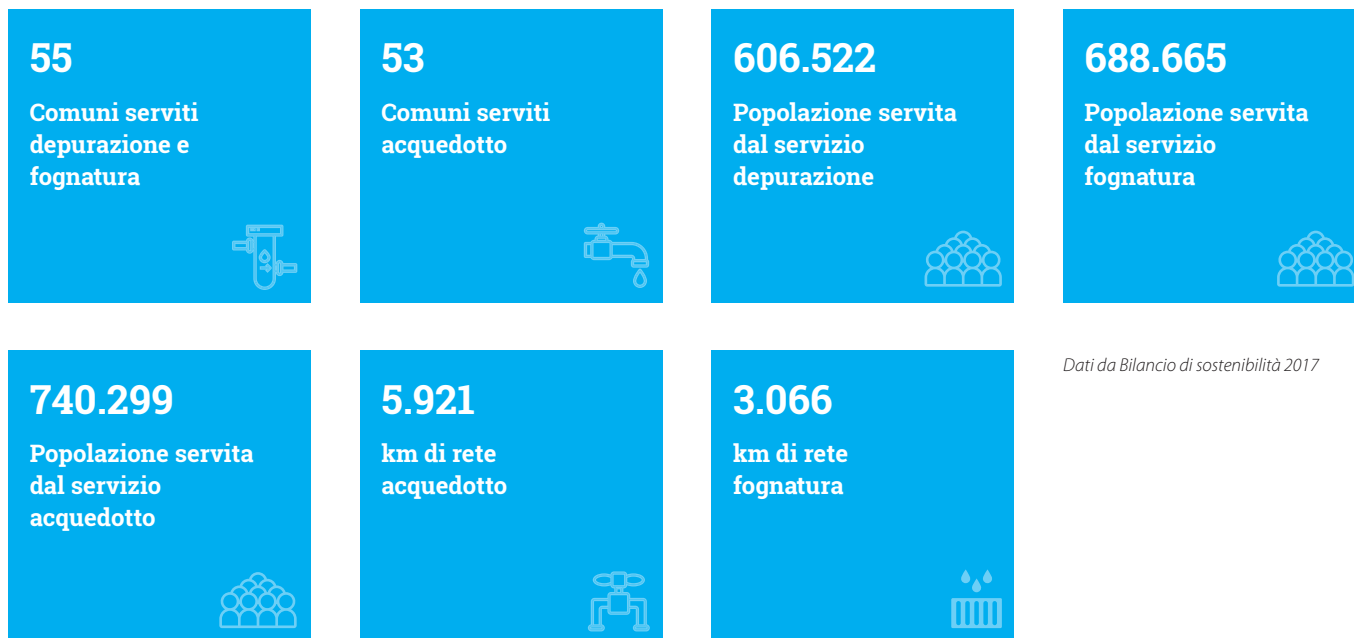 55
Comuni serviti
depurazione e
fognatura
53
Comuni serviti
acquedotto
606.522
Popolazione servita
dal servizio
depurazione
688.665
Popolazione servita
dal servizio
fognatura
740.299
Popolazione servita
dal servizio
acquedotto
5.921
km di rete
acquedotto
3.066
km di rete
fognatura
Dati da Bilancio di sostenibilità 2017